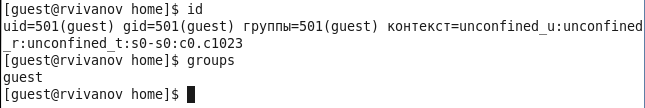 [guest@rvivanov home]$ id
uid=501(guest) gid=501(guest) группы=501(guest) контекст=unconfined_u:unconfined
_r:unconfined_t:s0-s0:c0.c1023
[guest@rvivanov home]$ groups
guest
[guest@rvivanov home]$